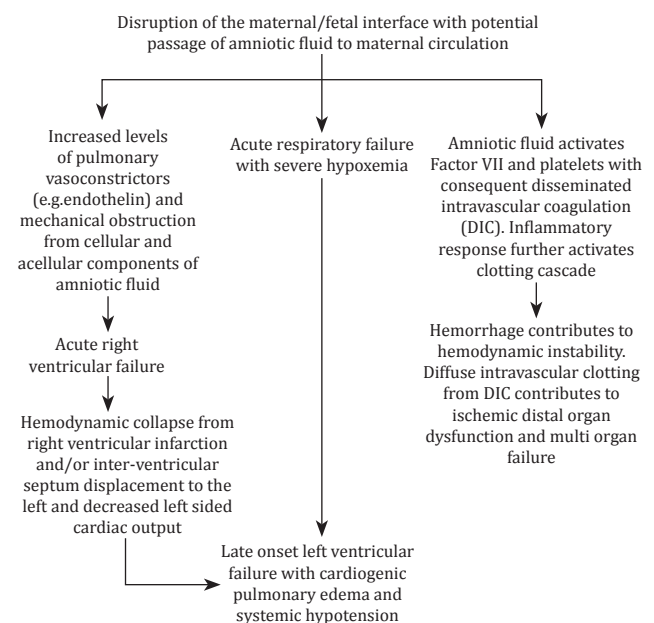 Disruption of the maternal/fetal interface with potential
passage of amniotic fluid to maternal circulation
Increased levels
of pulmonary
vasoconstrictors
(e.g.endothelin) and
mechanical obstruction
from cellular and
acellular components of
amniotic fluid
Acute respiratory failure
with severe hypoxemia
Amniotic fluid activates
Factor VII and platelets with
consequent disseminated
intravascular coagulation
(DIC). Inflammatory
response further activates
clotting cascade
Acute right
ventricular failure
Hemorrhage contributes to
hemodynamic instability.
Diffuse intravascular clotting
from DIC contributes to
ischemic distal organ
dysfunction and multi organ
failure
Hemodynamic collapse from
right ventricular infarction
and/or inter-ventricular
septum displacement to the
left and decreased left sided
cardiac output
Late onset left ventricular
failure with cardiogenic
pulmonary edema and
systemic hypotension